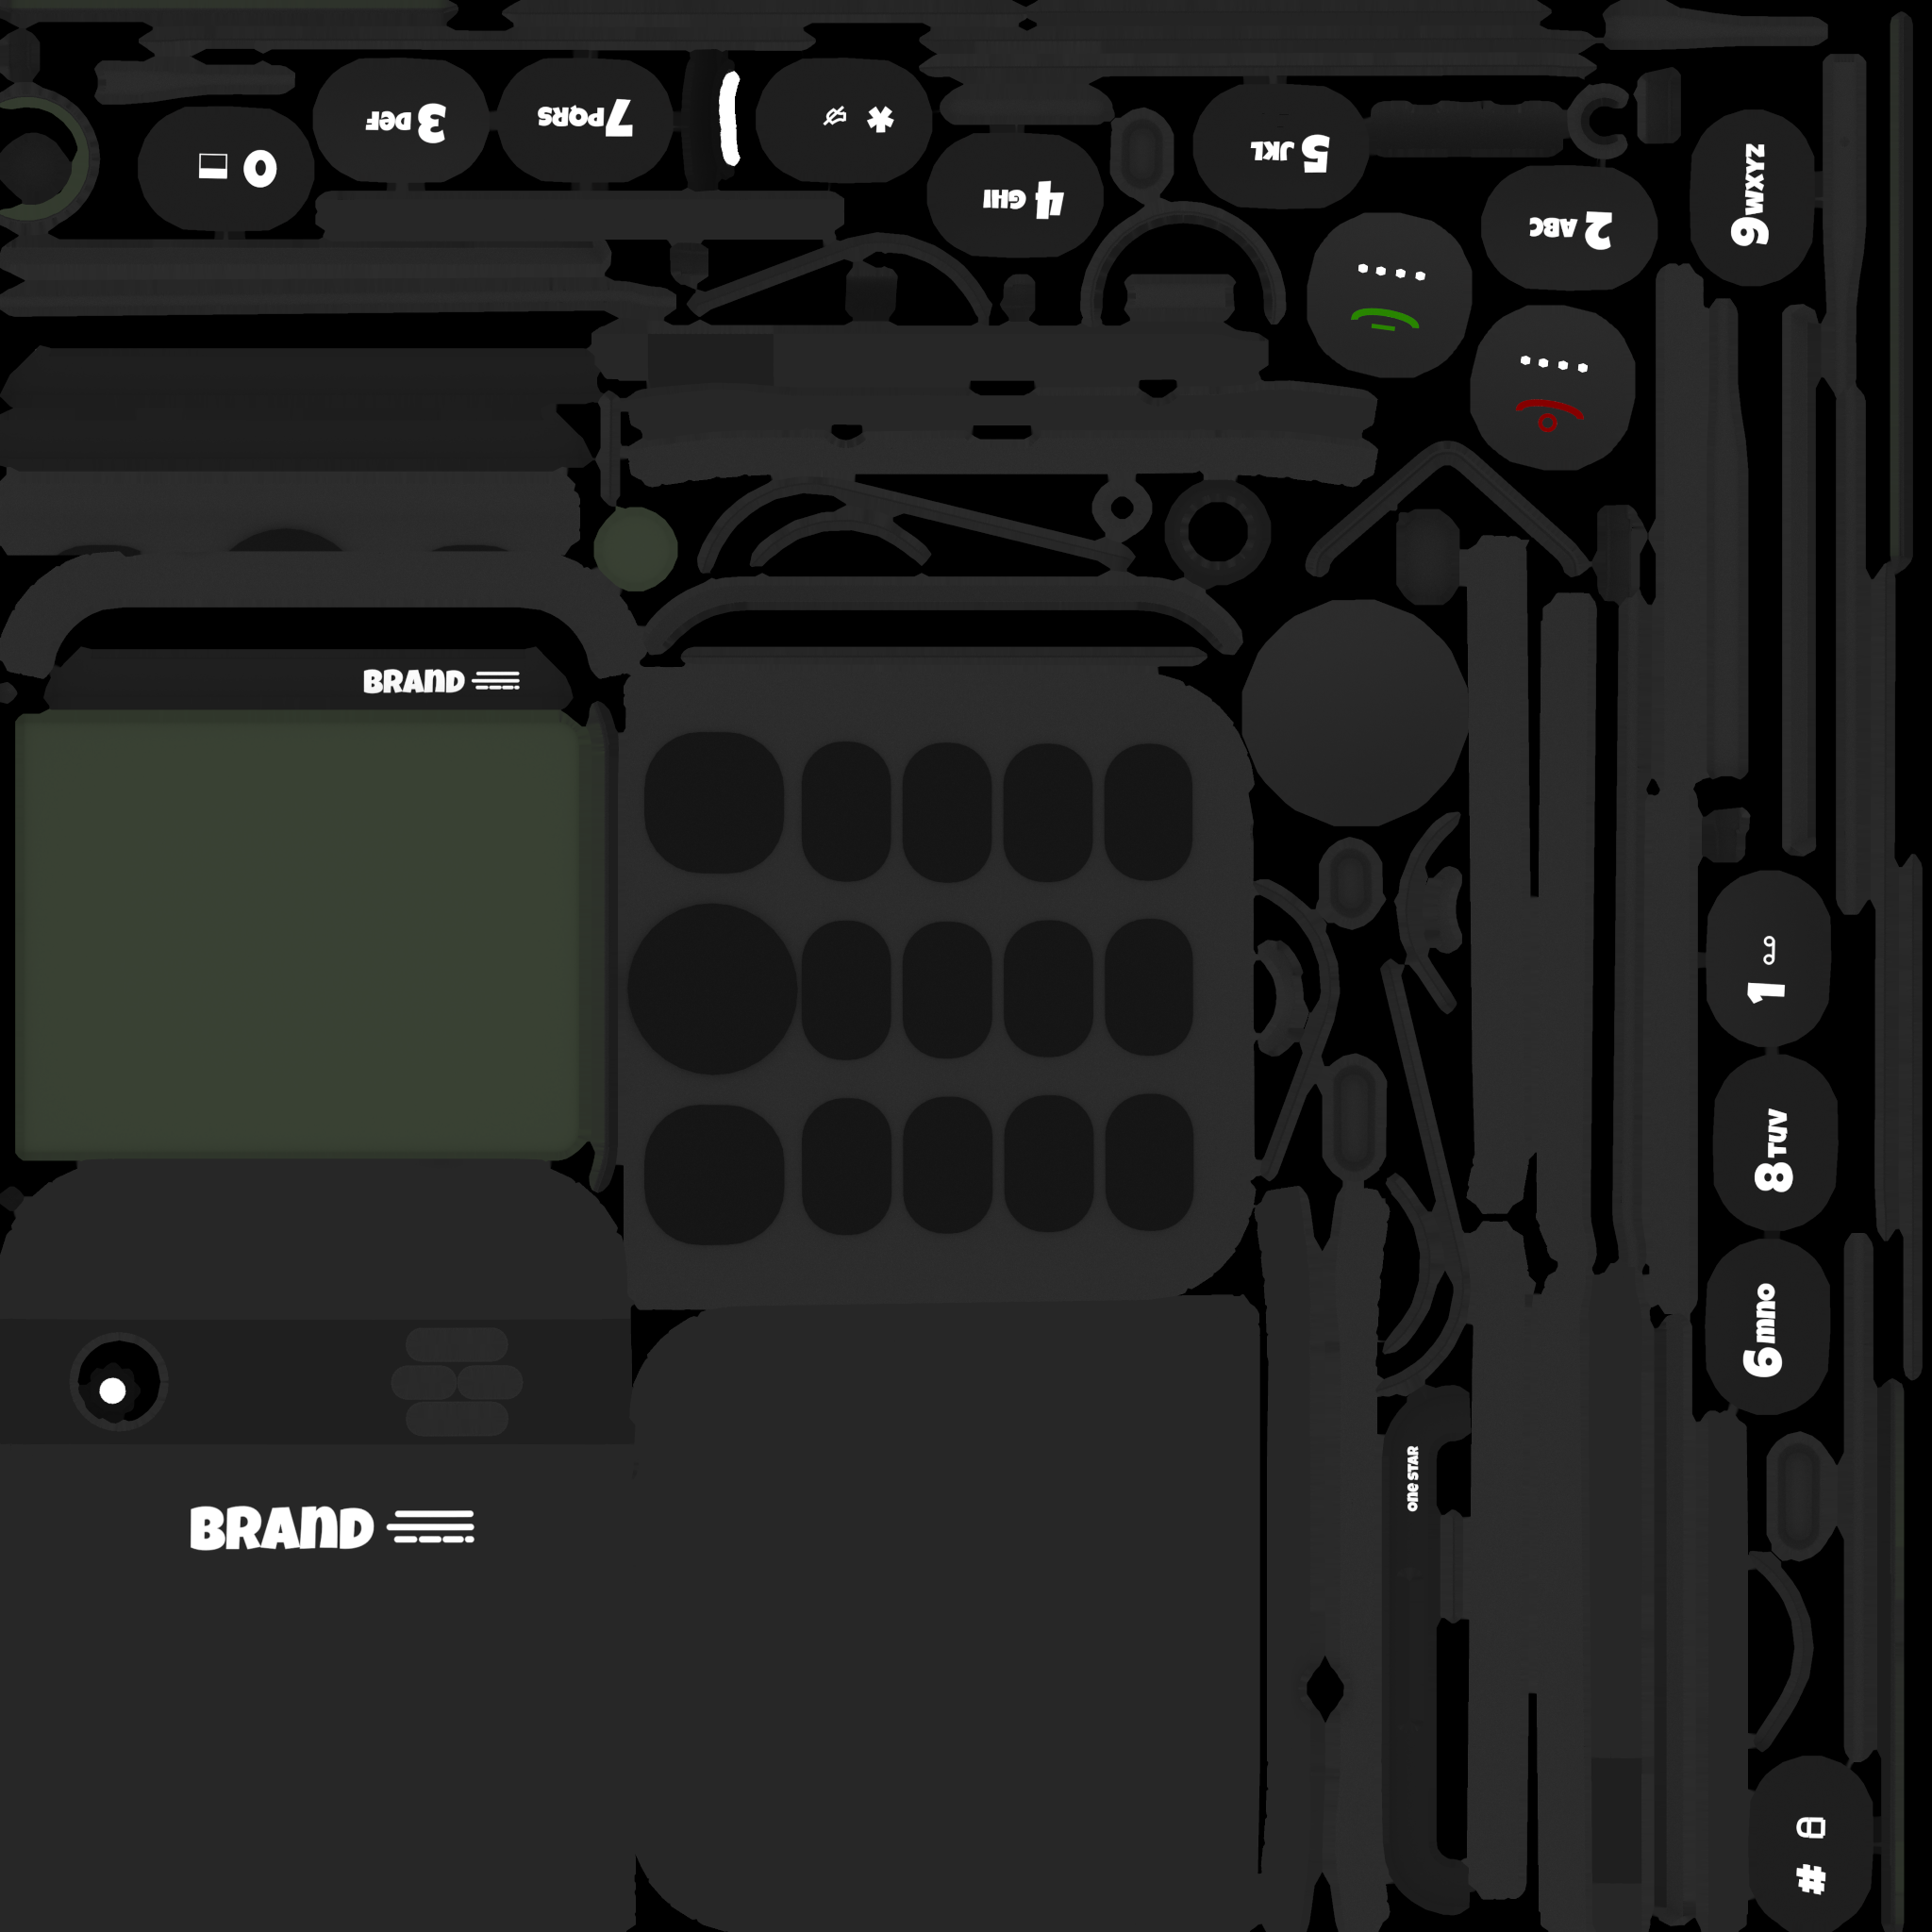 3 DEF
7 PQRS
*
0
4 GHI
5 JKL
2 ABC
9 WXYZ
BRAND
1
8 TUV
6 mno
one STAR
BRAND
#